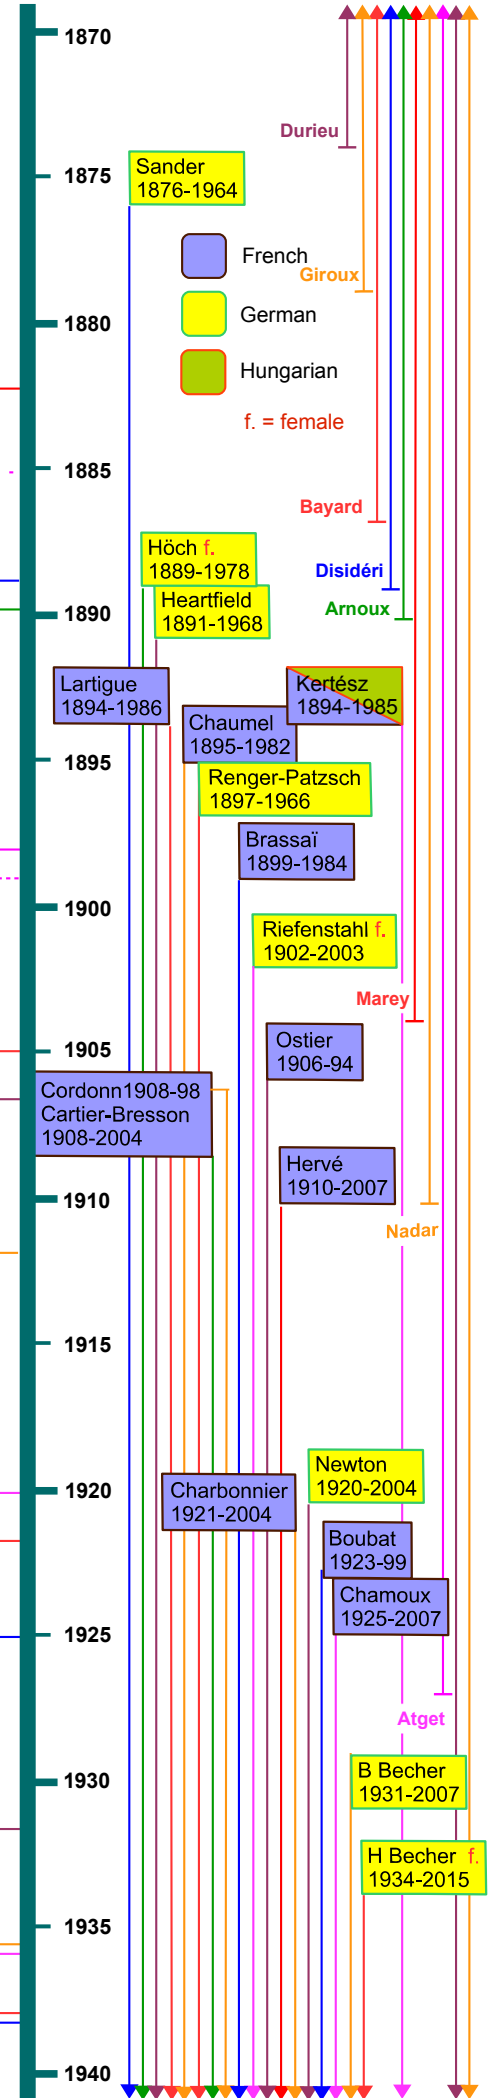 1870
Durieu
1875
Sander
1876-1964
French
Giroux
German
1880
Hungarian
f. = female
1885
Bayard
Höch f.
1889-1978
Disidéri
Heartfield
1891-1968
Arnoux
1890
Lartigue
1894-1986
Kertész
1894-1985
Chaumel
1895-1982
1895
Renger-Patzsch
1897-1966
Brassaï
1899-1984
1900
Riefenstahl f.
1902-2003
Marey
1905
Ostier
1906-94
Cordonn1908-98
Cartier-Bresson
1908-2004
Hervé
1910-2007
1910
Nadar
1915
Newton
1920-2004
1920
Charbonnier
1921-2004
Boubat
1923-99
Chamoux
1925-2007
1925
Atget
B Becher
1931-2007
1930
H Becher f.
1934-2015
1935
1940